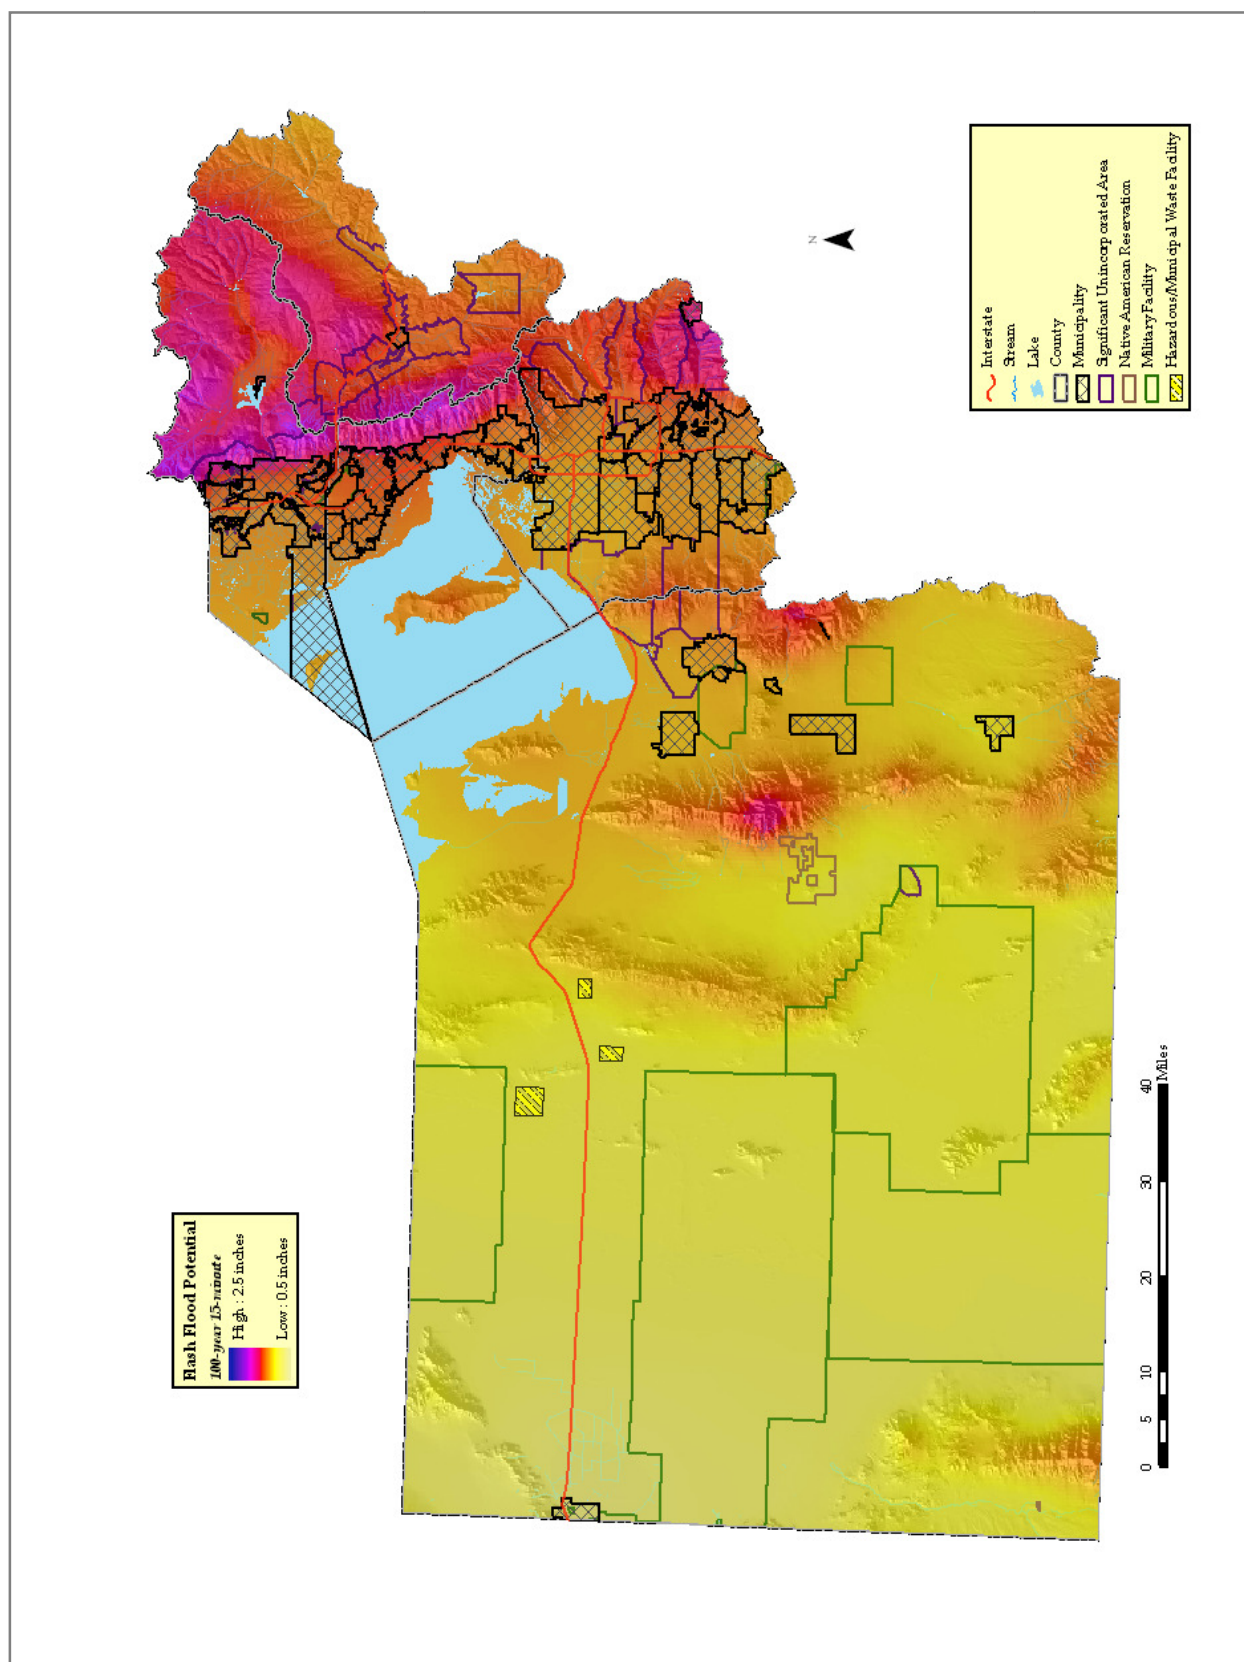 Flash Flood Potential
100-year 15-minute
High : 2.5 inches
Low : 0.5 inches
N
Interstate
Stream
Lake
County
Municipality
Significant Unincorporated Area
Native American Reservation
Military Facility
Hazardous/Municipal Waste Facility
0 5 10 20 30 40
Miles